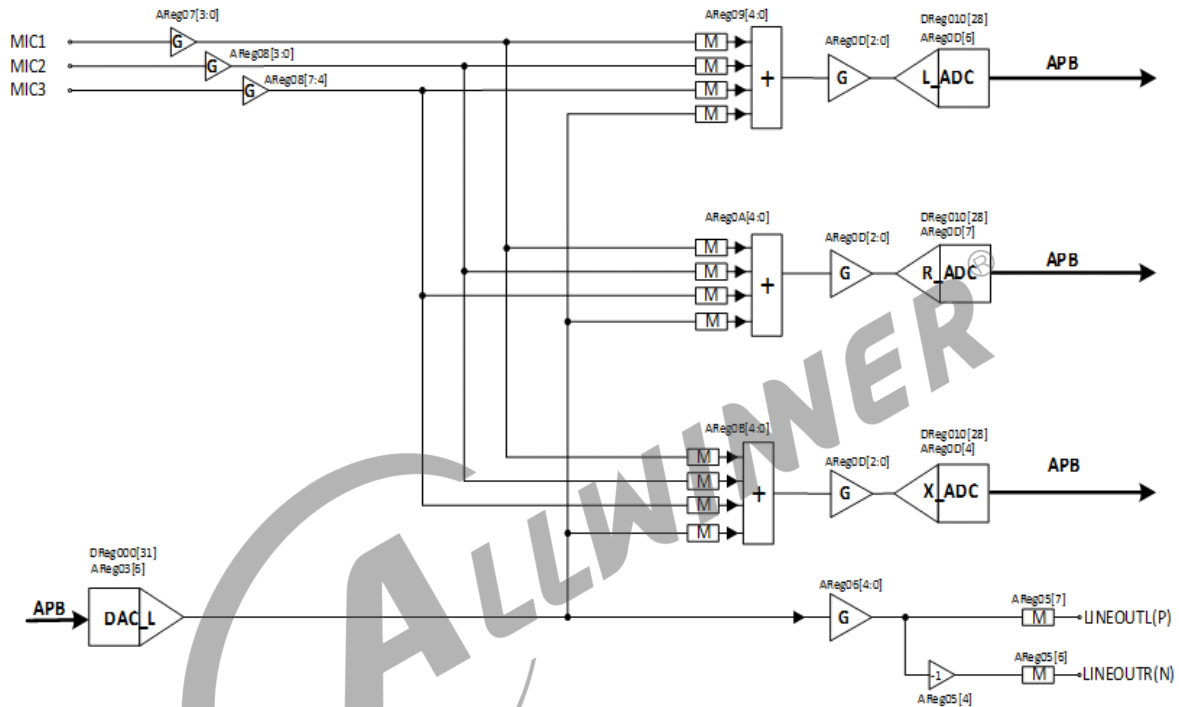 AReg07[3:0]
AReg09[4:0]
DReg010[28]
MIC1
G
AReg08[3:0]
M
AReg0D[2:0]
AReg0D[6]
MIC2
G
AReg08[7:4]
M
APB
MIC3
G
M
+
G
L_ADC
M
AReg0A[4:0]
DReg010[28]
AReg0D[2:0]
AReg0D[7]
M
APB
M
+
G
R_ADC
®
M
M
AReg0B[4:0]
DReg010[28]
AReg0D[2:0]
AReg0D[4]
M
APB
M
+
G
X_ADC
M
M
ALLWINNER
DReg000[31]
AReg03[6]
AReg06[4:0]
APB
DAC_L
G
AReg05[7]
M
LINEOUTL(P)
-1
AReg05[6]
M
LINEOUTR(N)
AReg05[4]